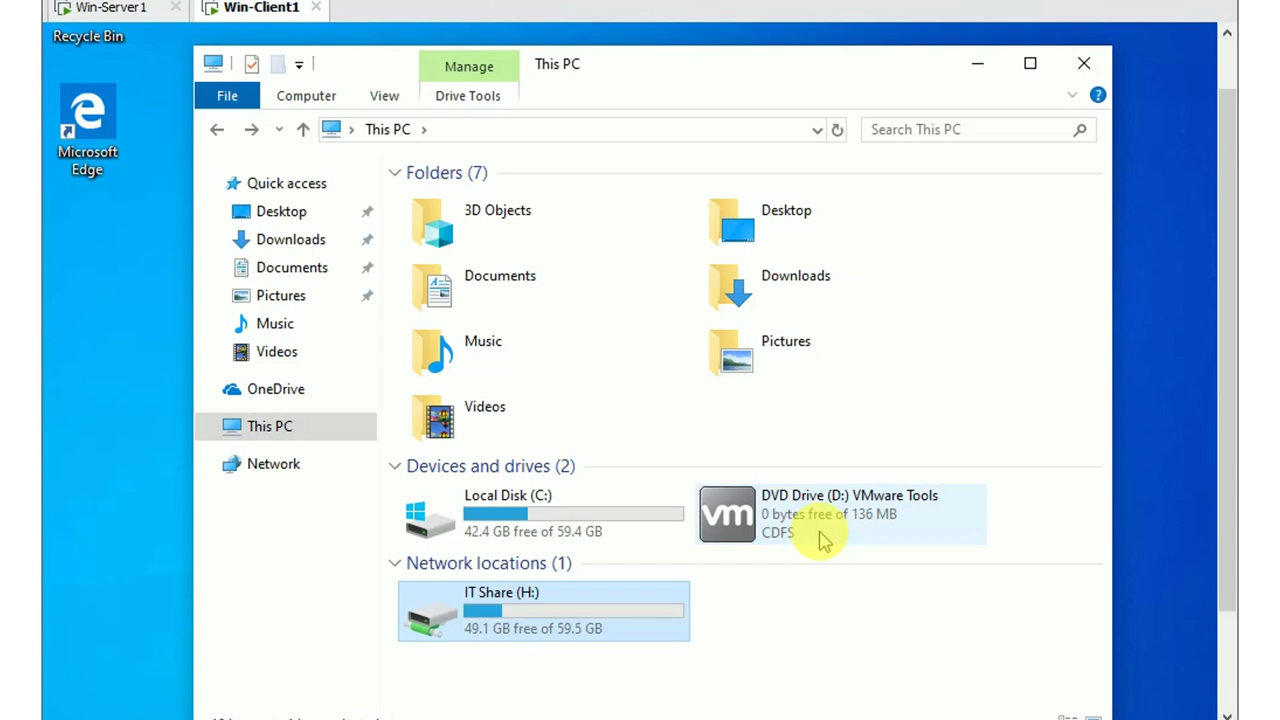 Win-Server1
Win-Client1
Recycle Bin
Microsoft
Edge
Manage
This PC
File
Computer
View
Drive Tools
This PC
Search This PC
Quick access
Desktop
Downloads
Documents
Pictures
Music
Videos
OneDrive
This PC
Network
Folders (7)
3D Objects
Desktop
Documents
Downloads
Music
Pictures
Videos
Devices and drives (2)
Local Disk (C:)
42.4 GB free of 59.4 GB
vm
DVD Drive (D:) VMware Tools
0 bytes free of 136 MB
CDFS
Network locations (1)
IT Share (H:)
49.1 GB free of 59.5 GB